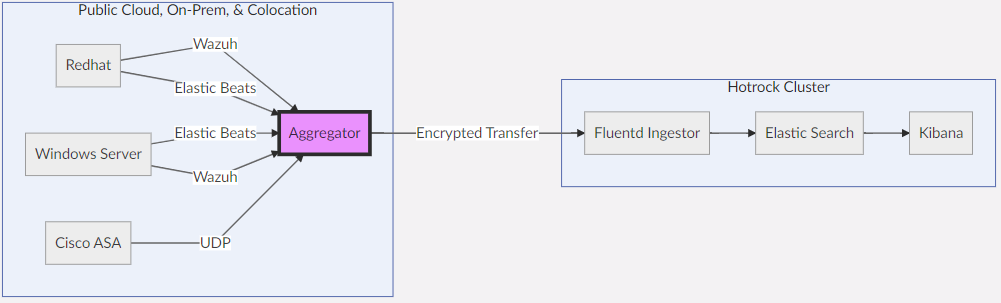 Public Cloud, On-Prem, & Colocation
Redhat
Wazuh
Elastic Beats
Windows Server
Elastic Beats
Wazuh
Cisco ASA
UDP
Aggregator
Encrypted Transfer
Hotrock Cluster
Fluentd Ingestor
Elastic Search
Kibana